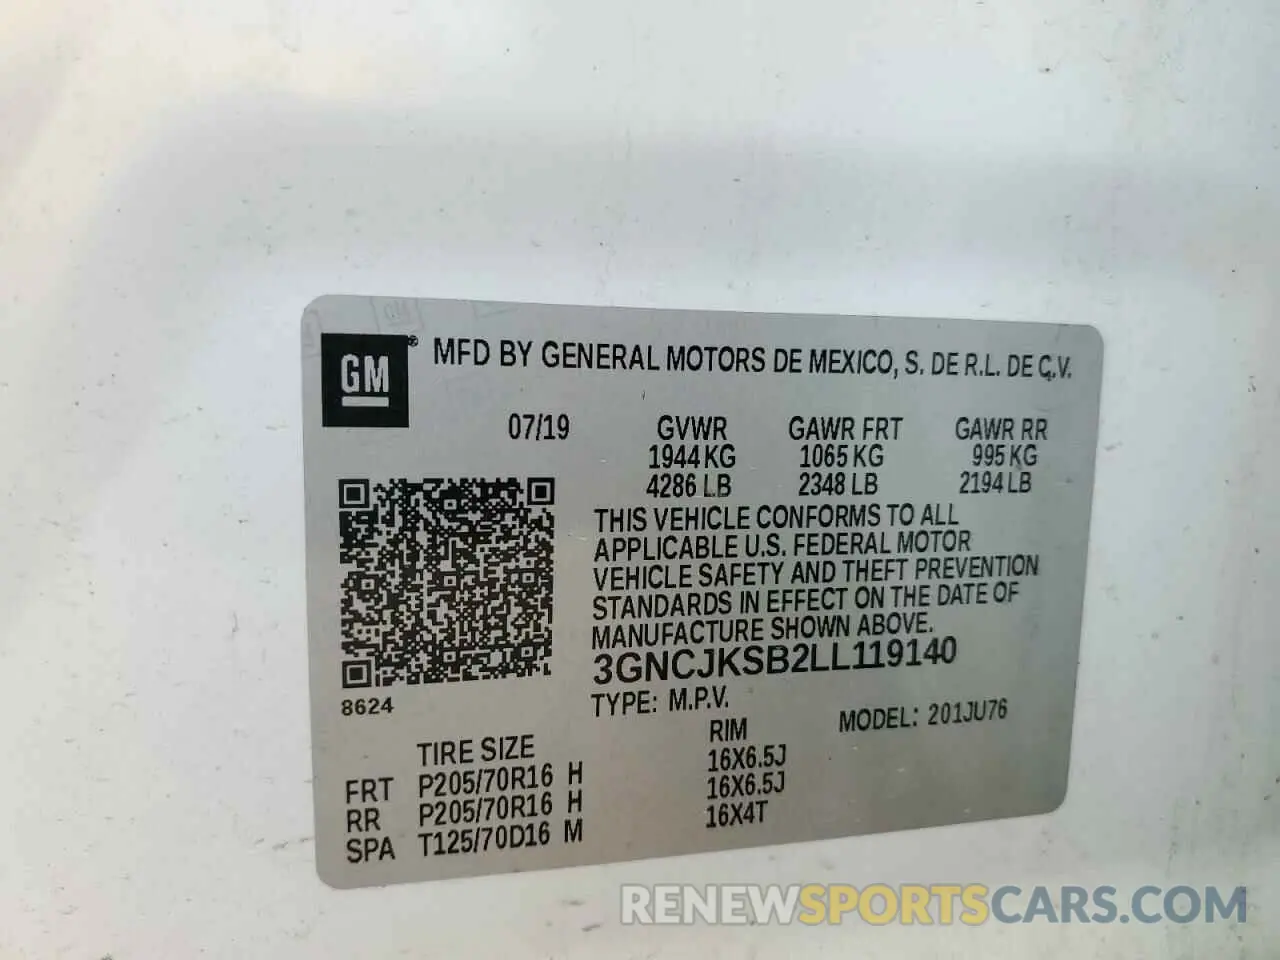 GM® MFD BY GENERAL MOTORS DE MEXICO, S. DE R.L. DE C.V.
07/19 GVWR GAWR FRT GAWR RR
1944 KG 1065 KG 995 KG
4286 LB 2348 LB 2194 LB
THIS VEHICLE CONFORMS TO ALL
APPLICABLE U.S. FEDERAL MOTOR
VEHICLE SAFETY AND THEFT PREVENTION
STANDARDS IN EFFECT ON THE DATE OF
MANUFACTURE SHOWN ABOVE.
3GNCJKSB2LL119140
8624 TYPE: M.P.V. MODEL: 201JU76
TIRE SIZE RIM
FRT P205/70R16 H 16X6.5J
RR P205/70R16 H 16X6.5J
SPA T125/70D16 M 16X4T
RENEWSPORTSCARS.COM